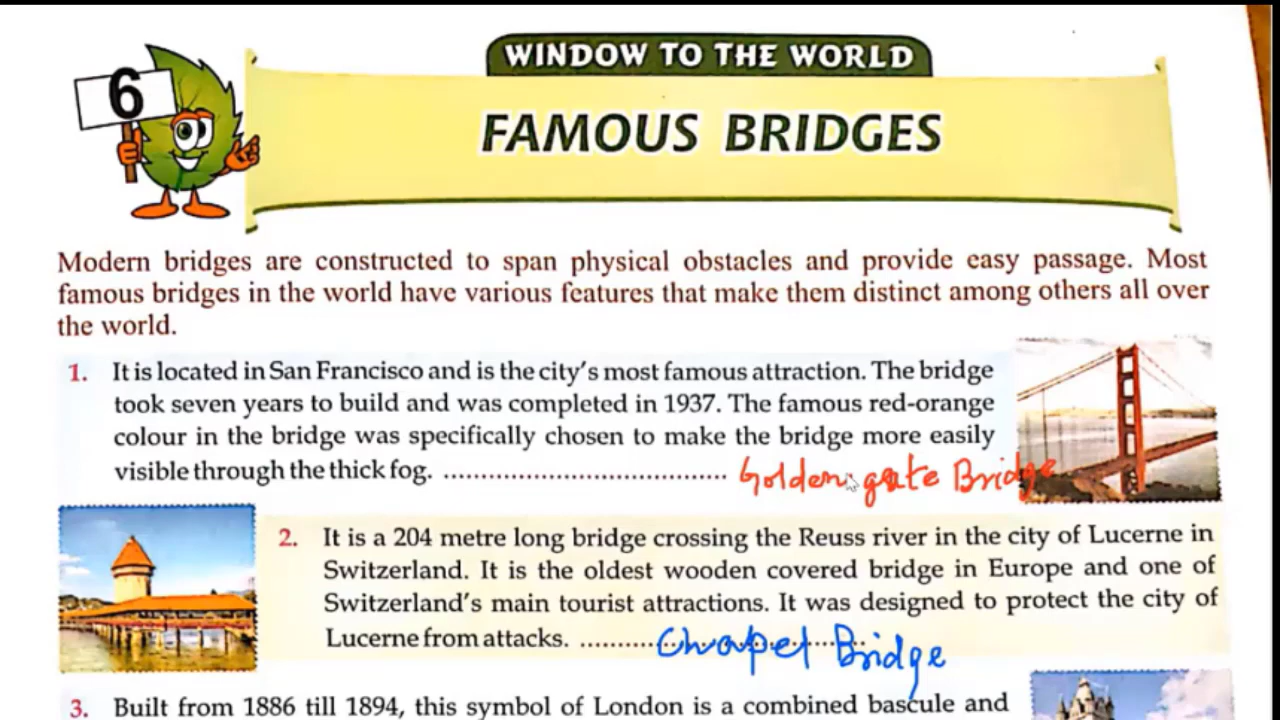 6
WINDOW TO THE WORLD
FAMOUS BRIDGES
Modern bridges are constructed to span physical obstacles and provide easy passage. Most
famous bridges in the world have various features that make them distinct among others all over
the world.
1. It is located in San Francisco and is the city's most famous attraction. The bridge
took seven years to build and was completed in 1937. The famous red-orange
colour in the bridge was specifically chosen to make the bridge more easily
visible through the thick fog. .................................... Golden gate Bridge
2. It is a 204 metre long bridge crossing the Reuss river in the city of Lucerne in
Switzerland. It is the oldest wooden covered bridge in Europe and one of
Switzerland's main tourist attractions. It was designed to protect the city of
Lucerne from attacks. .................................... Chapel Bridge
3. Built from 1886 till 1894, this symbol of London is a combined bascule and